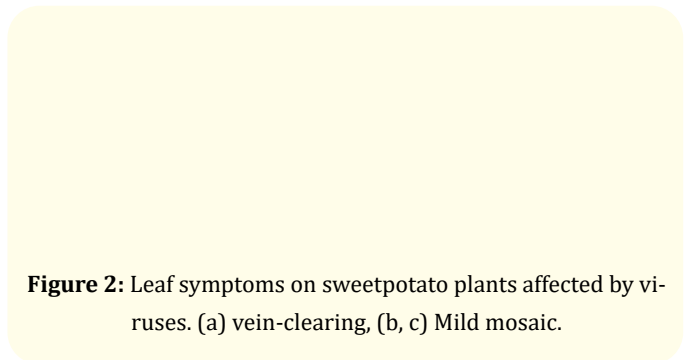 Figure 2: Leaf symptoms on sweetpotato plants affected by vi-
ruses. (a) vein-clearing, (b, c) Mild mosaic.